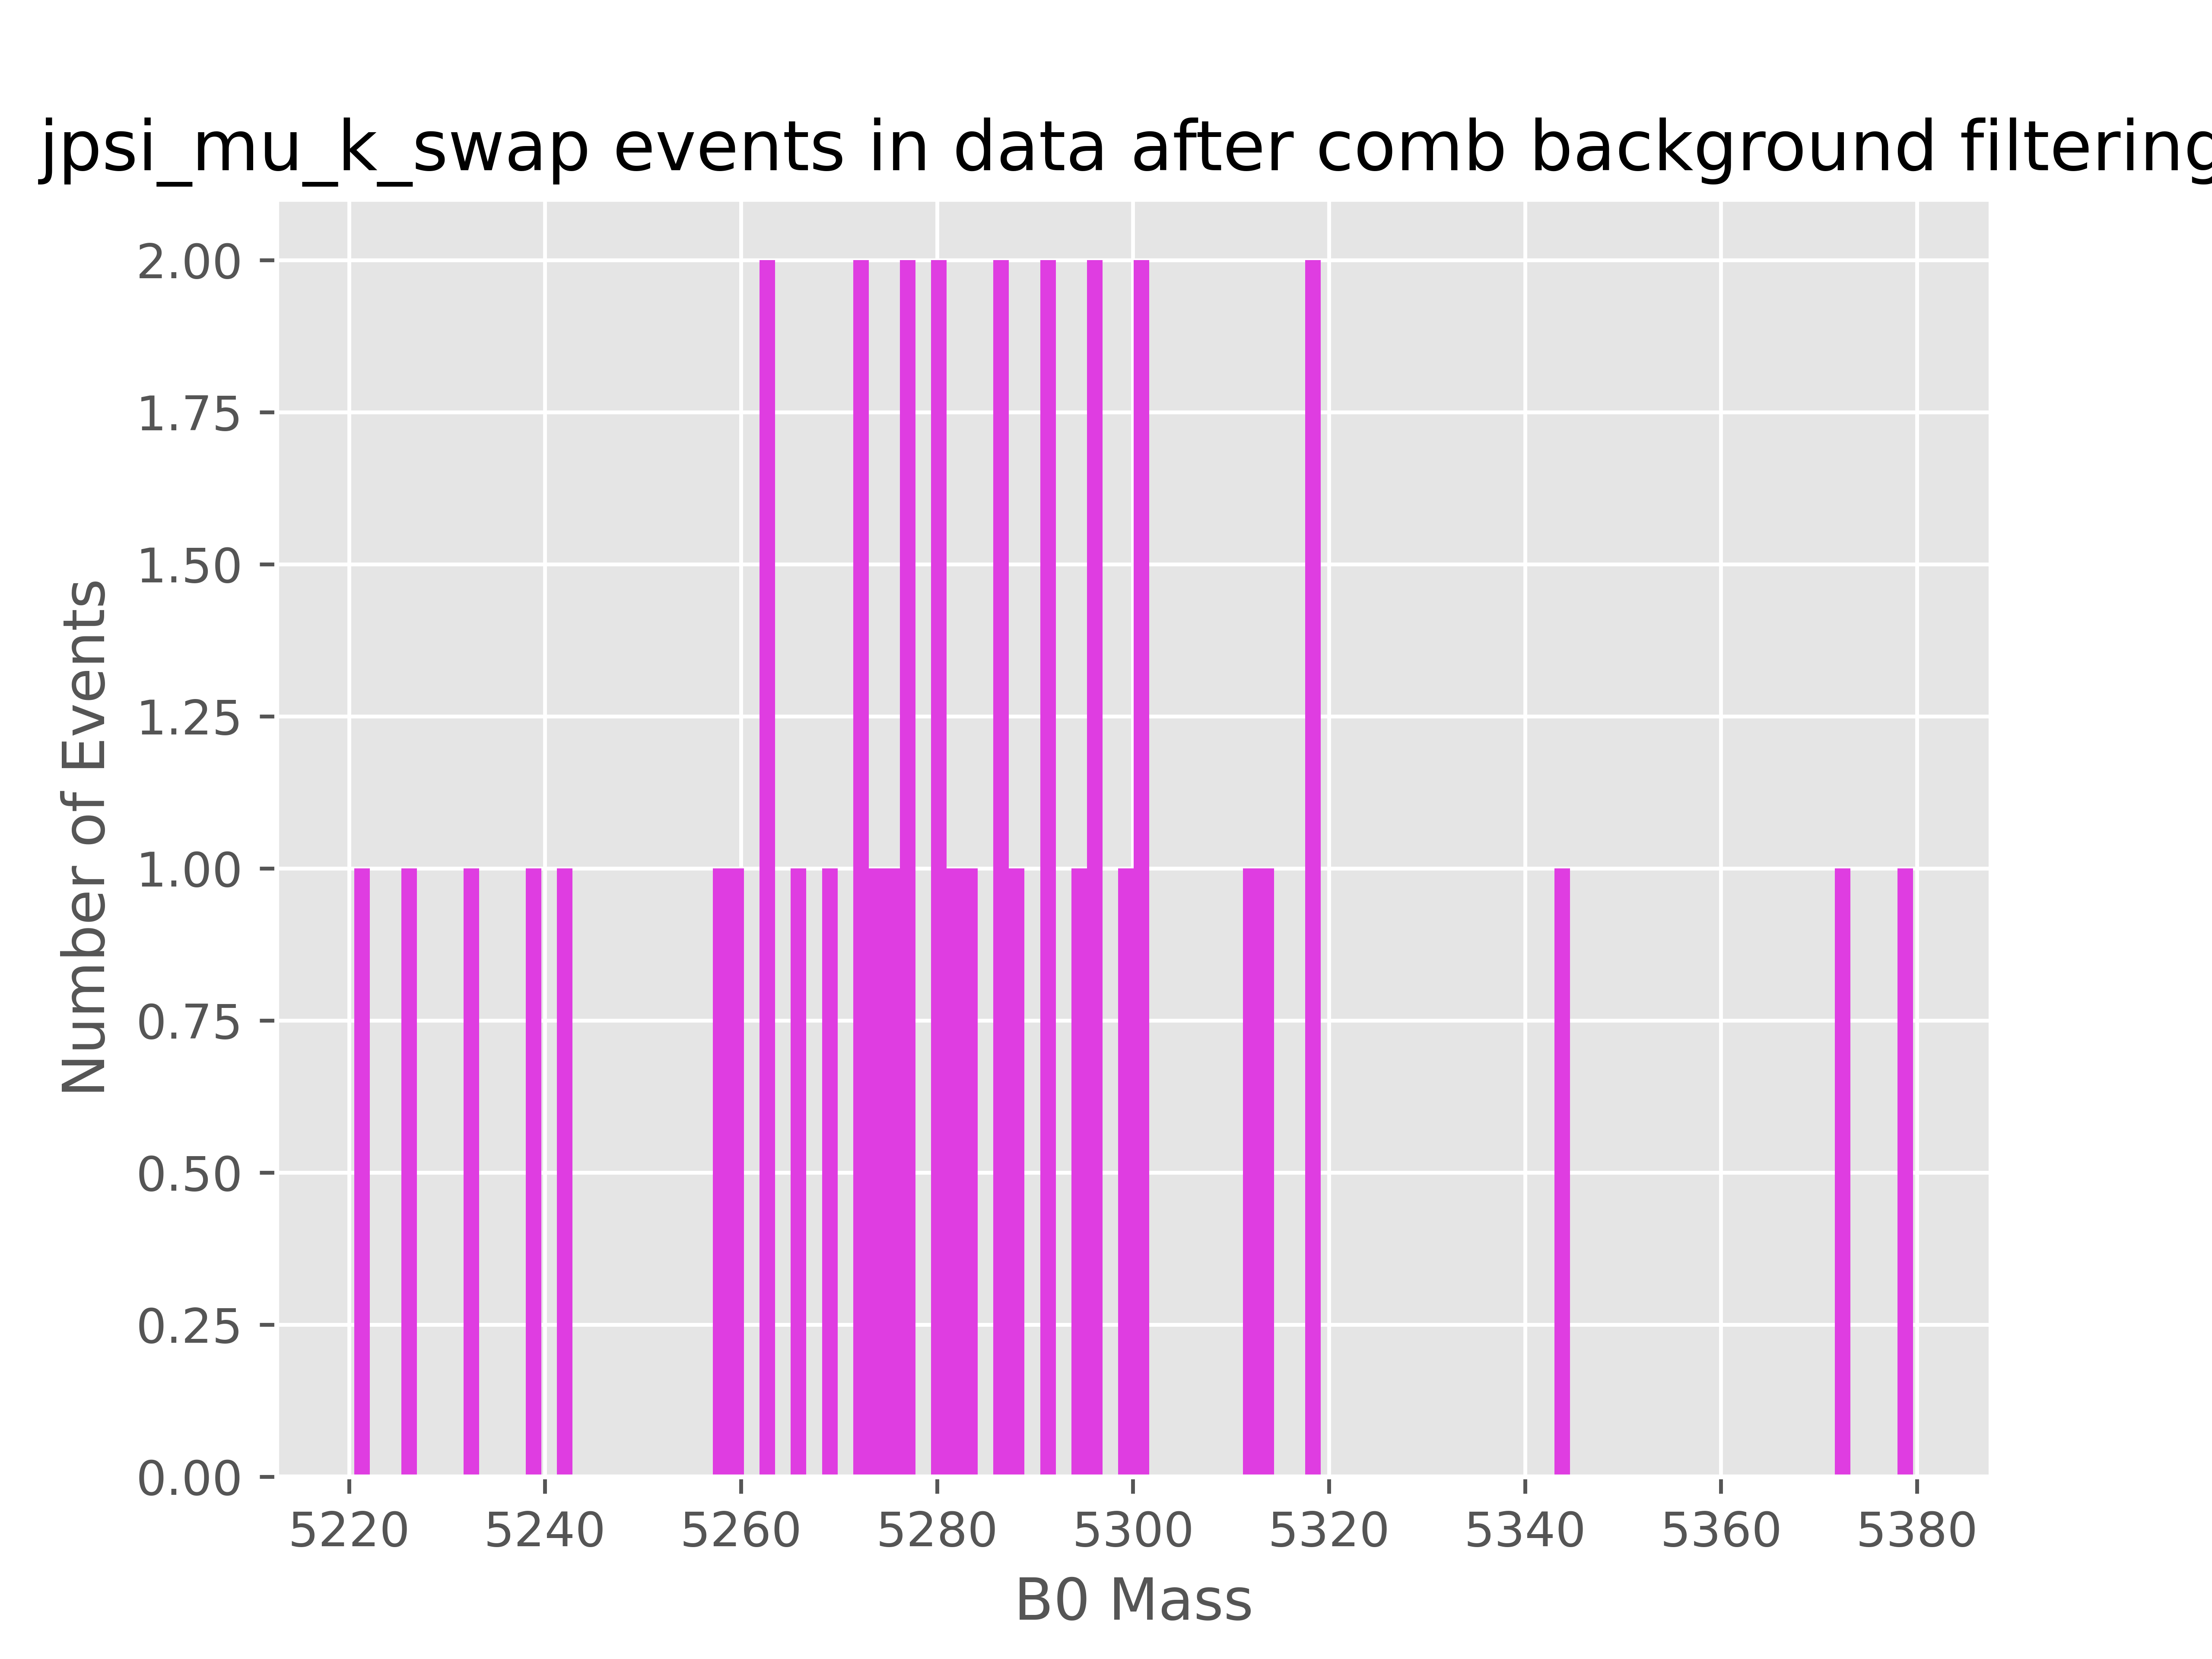 jpsi_mu_k_swap events in data after comb background filtering
2.00
1.75
1.50
1.25
1.00
0.75
0.50
0.25
0.00
Number of Events
5220 5240 5260 5280 5300 5320 5340 5360 5380
B0 Mass